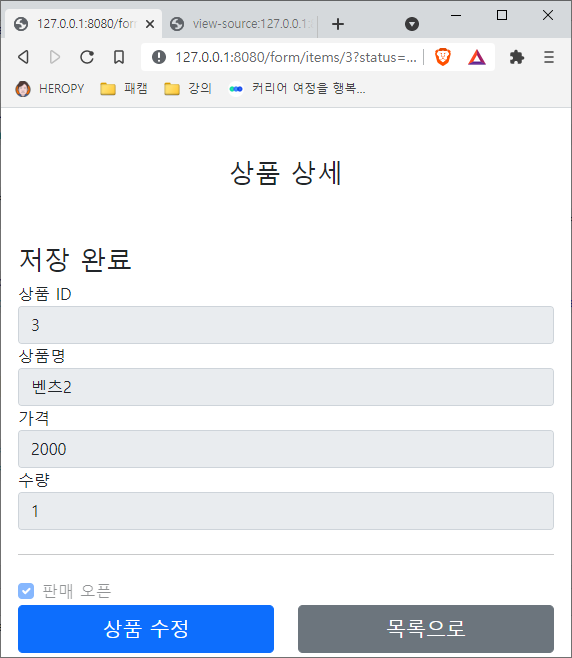 127.0.0.1:8080/for
view-source:127.0.0.1:
127.0.0.1:8080/form/items/3?status=...
HEROPY 패캠 강의 커리어 여정을 행복...
상품 상세
저장 완료
상품 ID
3
상품명
벤츠2
가격
2000
수량
1
판매 오픈
상품 수정 목록으로